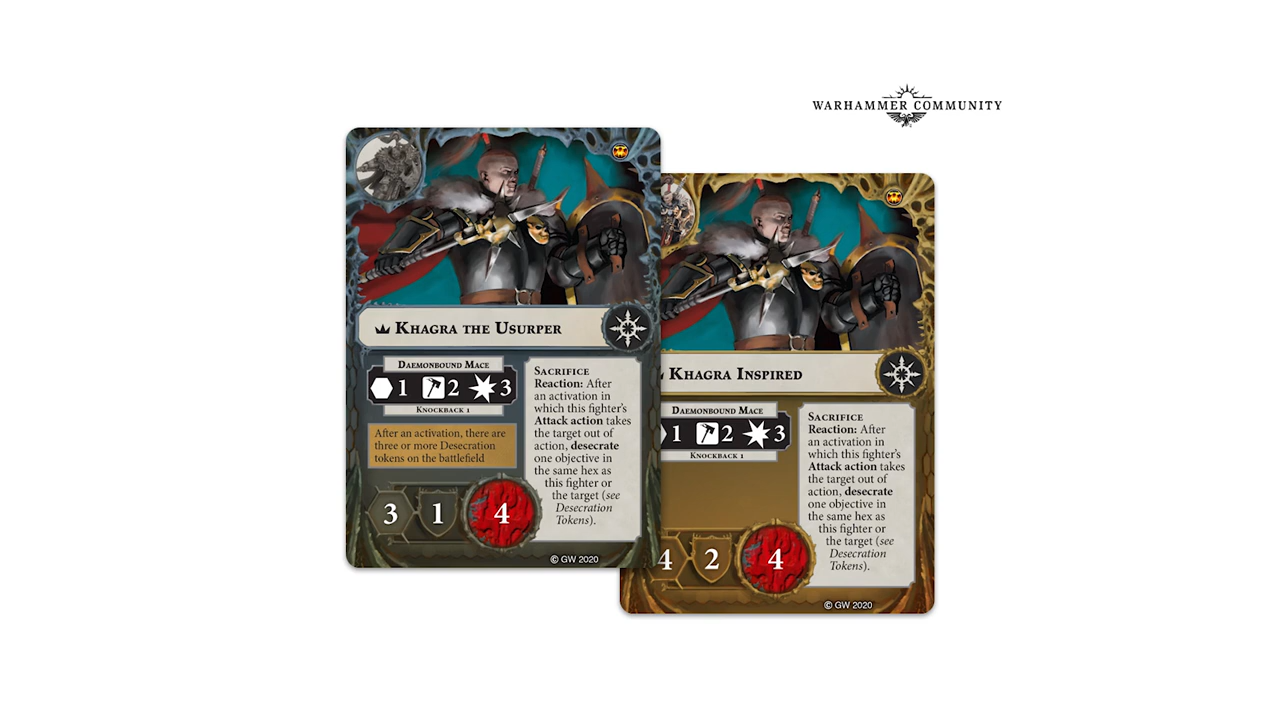 WARHAMMER COMMUNITY
KHAGRA THE USURPER
DAEMONBOUND MACE
1 2 3
KNOCKBACK 1
After an activation, there are
three or more Desecration
tokens on the battlefield
3 1 4
SACRIFICE
Reaction: After
an activation in
which this fighter's
Attack action takes
the target out of
action, desecrate
one objective in
the same hex as
this fighter or
the target (see
Desecration
Tokens).
© GW 2020
KHAGRA INSPIRED
DAEMONBOUND MACE
1 2 3
KNOCKBACK 1
4 2 4
SACRIFICE
Reaction: After
an activation in
which this fighter's
Attack action takes
the target out of
action, desecrate
one objective in
the same hex as
this fighter or
the target (see
Desecration
Tokens).
© GW 2020